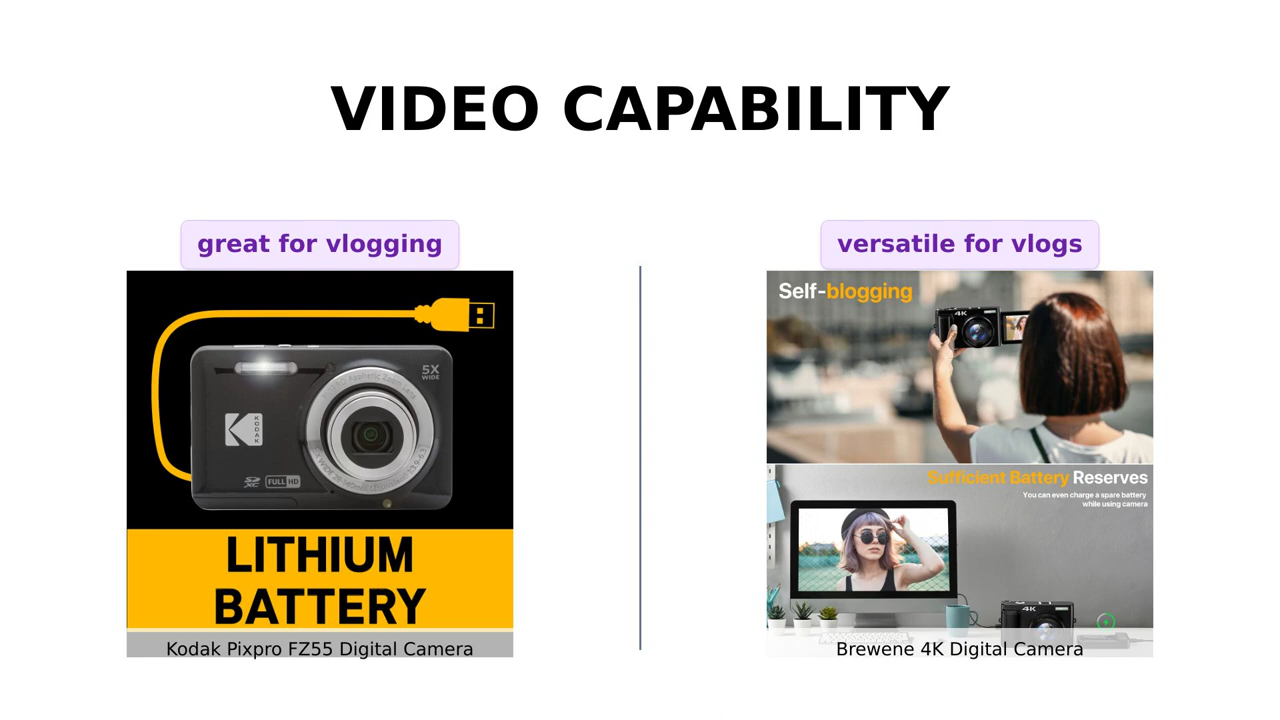 VIDEO CAPABILITY
great for vlogging
5X
WIDE
KODAK
FULL HD
LITHIUM
BATTERY
Kodak Pixpro FZ55 Digital Camera
versatile for vlogs
Self-blogging
4K
Sufficient Battery Reserves
You can even charge a spare battery
while using camera
4K
Brewene 4K Digital Camera